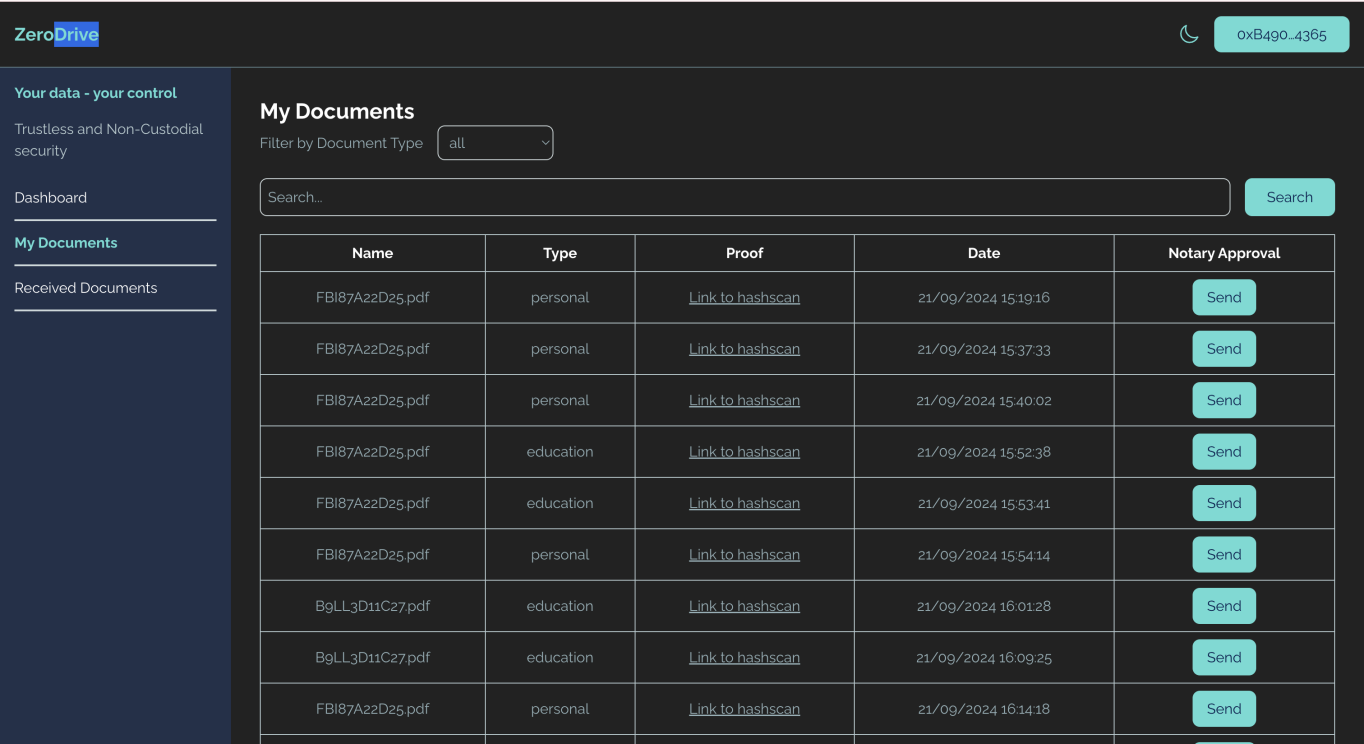 ZeroDrive
0xB490...4365
Your data - your control
Trustless and Non-Custodial
security
Dashboard
My Documents
Received Documents
My Documents
Filter by Document Type all
Search... Search
Name Type Proof Date Notary Approval
FBI87A22D25.pdf personal Link to hashscan 21/09/2024 15:19:16 Send
FBI87A22D25.pdf personal Link to hashscan 21/09/2024 15:37:33 Send
FBI87A22D25.pdf personal Link to hashscan 21/09/2024 15:40:02 Send
FBI87A22D25.pdf education Link to hashscan 21/09/2024 15:52:38 Send
FBI87A22D25.pdf education Link to hashscan 21/09/2024 15:53:41 Send
FBI87A22D25.pdf personal Link to hashscan 21/09/2024 15:54:14 Send
B9LL3D11C27.pdf education Link to hashscan 21/09/2024 16:01:28 Send
B9LL3D11C27.pdf education Link to hashscan 21/09/2024 16:09:25 Send
FBI87A22D25.pdf personal Link to hashscan 21/09/2024 16:14:18 Send